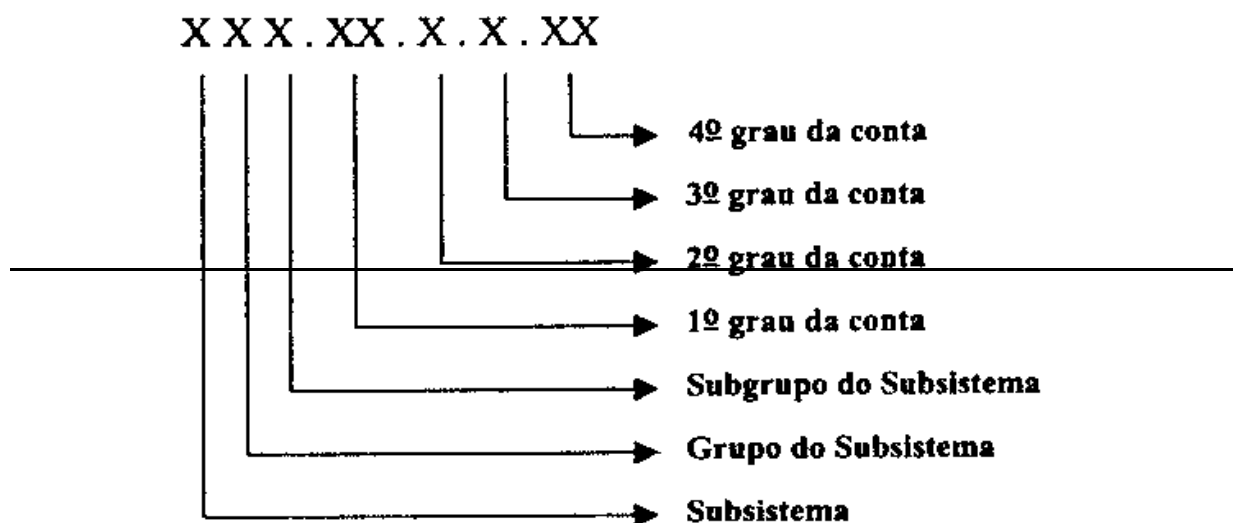 X X X . XX . X . X . XX
4º grau da conta
3º grau da conta
2º grau da conta
1º grau da conta
Subgrupo do Subsistema
Grupo do Subsistema
Subsistema